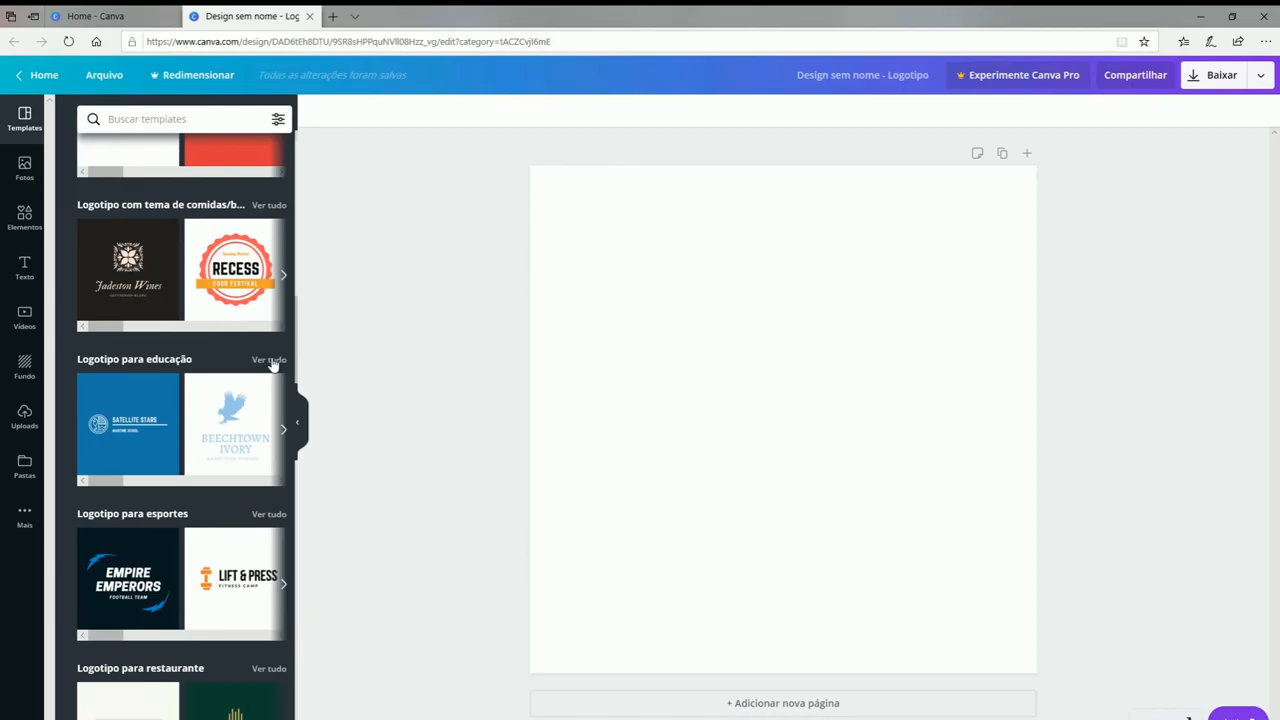 Home - Canva
Design sem nome - Log
https://www.canva.com/design/DAD6tEh8DTU/9SR8sHPPquNVll08Hzz_vg/edit?category=tACZCvjI6mE
Home
Arquivo
Redimensionar
Todas as alterações foram salvas
Design sem nome - Logotipo
Experimente Canva Pro
Compartilhar
Baixar
Templates
Fotos
Elementos
Texto
Vídeos
Fundo
Uploads
Pastas
Mais
Buscar templates
Logotipo com tema de comidas/b...
Ver tudo
Jadeston Wines
RECESS
FOOD FESTIVAL
Logotipo para educação
Ver tudo
SATELLITE STARS
MARITIME SCHOOL
BEECHTOWN
IVORY
Logotipo para esportes
Ver tudo
EMPIRE
EMPERORS
FOOTBALL TEAM
LIFT & PRESS
FITNESS CAMP
Logotipo para restaurante
Ver tudo
+ Adicionar nova página